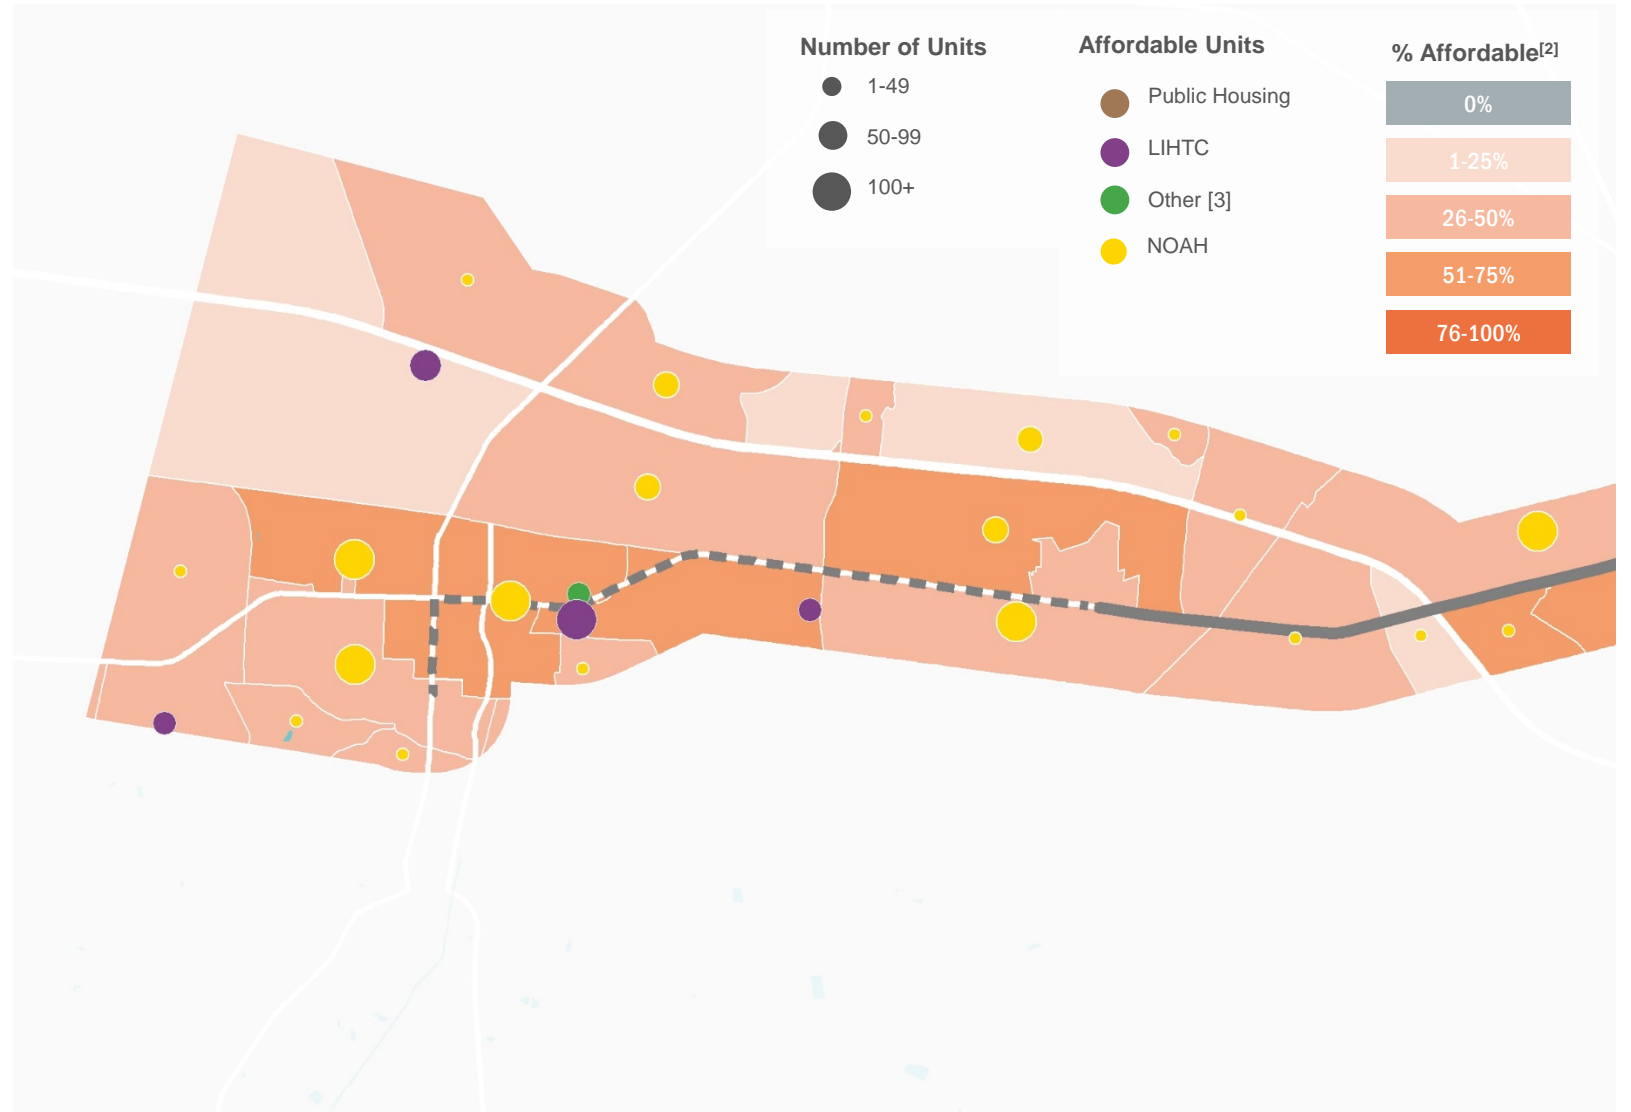 Number of Units
1-49
50-99
100+
Affordable Units
Public Housing
LIHTC
Other [3]
NOAH
% Affordable[2]
0%
1-25%
26-50%
51-75%
76-100%